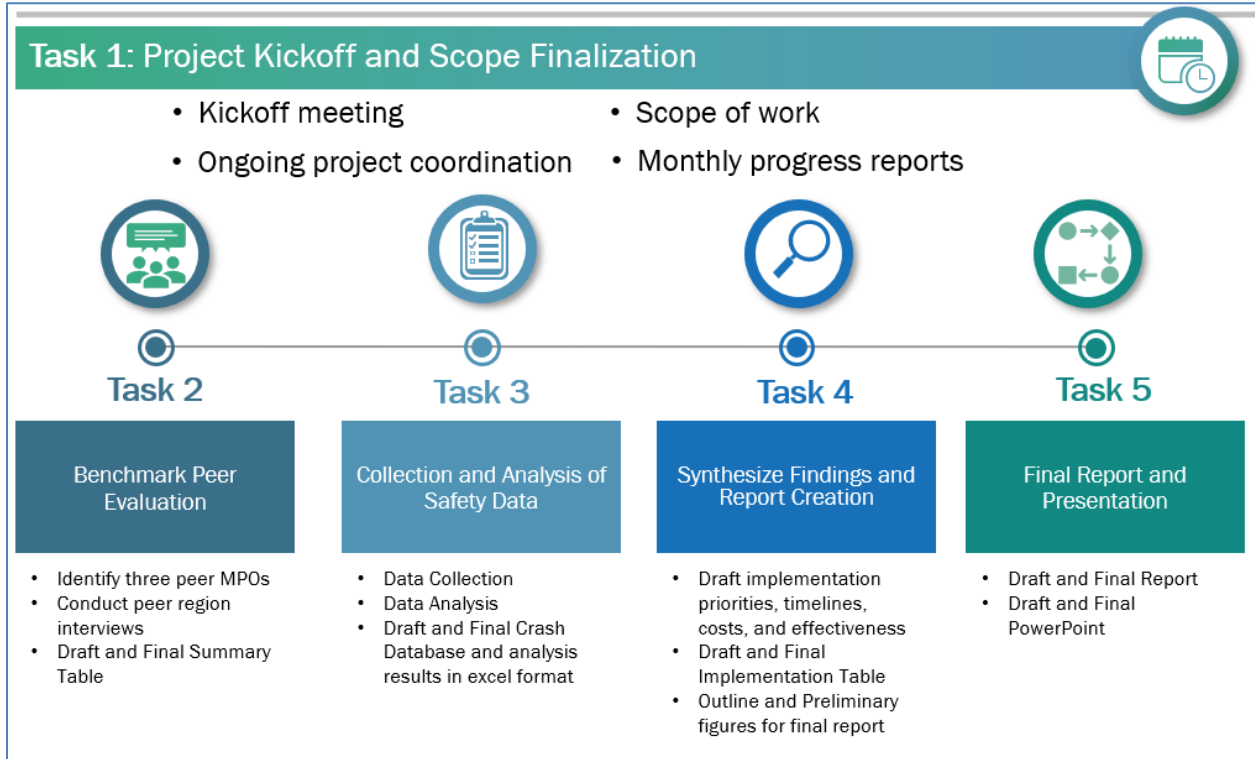 Task 1: Project Kickoff and Scope Finalization
• Kickoff meeting
• Ongoing project coordination
• Scope of work
• Monthly progress reports
Task 2
Benchmark Peer
Evaluation
• Identify three peer MPOs
• Conduct peer region
interviews
• Draft and Final Summary
Table
Task 3
Collection and Analysis of
Safety Data
• Data Collection
• Data Analysis
• Draft and Final Crash
Database and analysis
results in excel format
Task 4
Synthesize Findings and
Report Creation
• Draft implementation
priorities, timelines,
costs, and effectiveness
• Draft and Final
Implementation Table
• Outline and Preliminary
figures for final report
Task 5
Final Report and
Presentation
• Draft and Final Report
• Draft and Final
PowerPoint